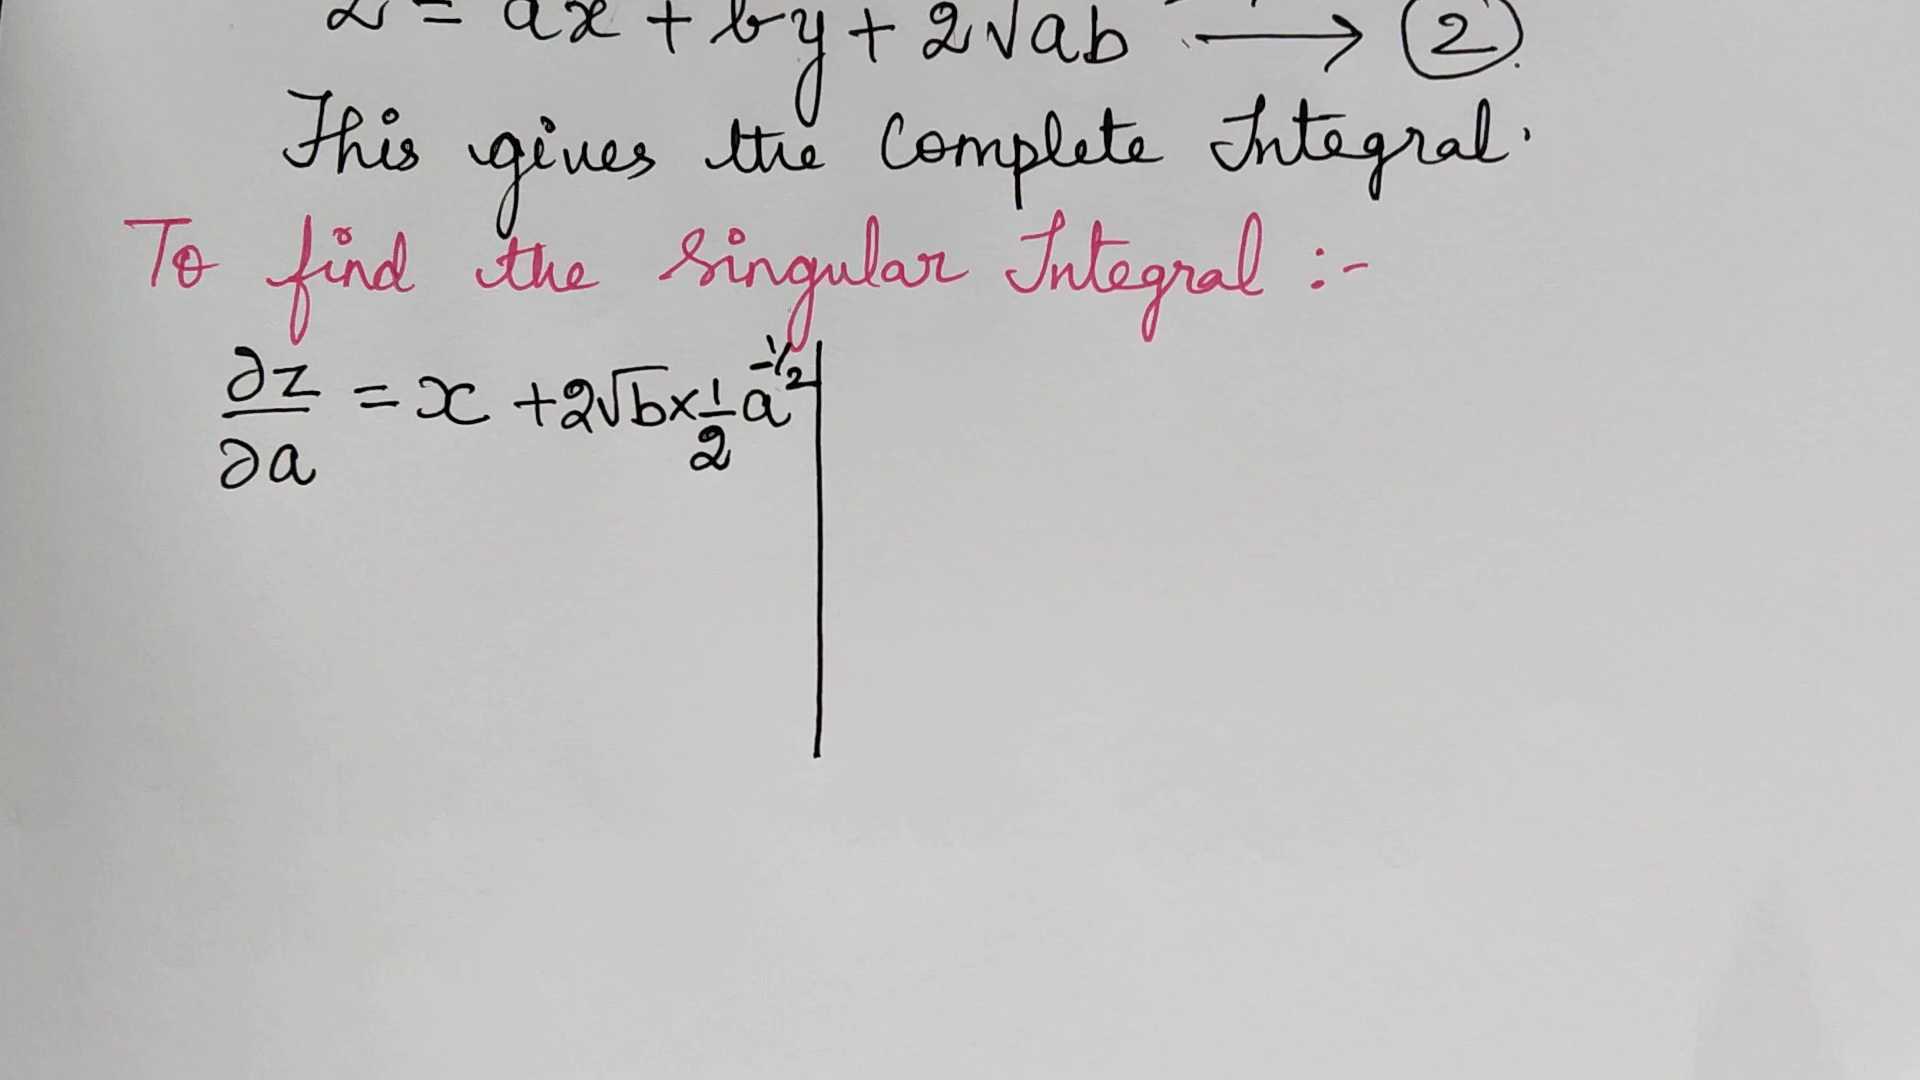 z = ax + by + 2√ab → (2)
This gives the Complete Integral.
To find the Singular Integral :-
∂z/∂a = x + 2√b × 1/2 a^(-1/2)